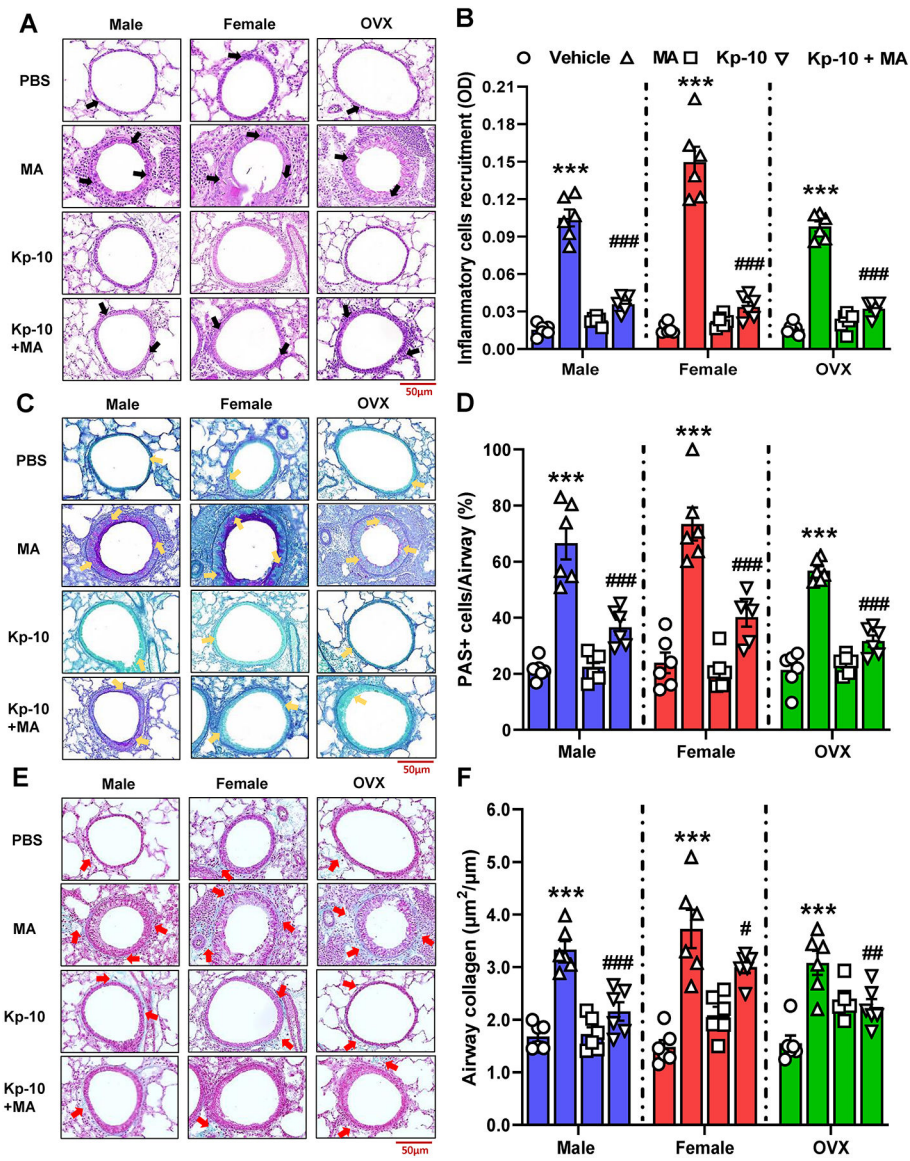 A
Male
Female
OVX
PBS
MA
Kp-10
Kp-10
+MA
50μm
B
Vehicle
MA
Kp-10
Kp-10 + MA
Inflammatory cells recruitment (OD)
0.21
0.18
0.15
0.12
0.09
0.06
0.03
0.00
***
###
***
###
***
###
Male
Female
OVX
C
Male
Female
OVX
PBS
MA
Kp-10
Kp-10
+MA
50μm
D
PAS+ cells/Airway (%)
100
80
60
40
20
0
***
###
***
###
***
###
Male
Female
OVX
E
Male
Female
OVX
PBS
MA
Kp-10
Kp-10
+MA
50μm
F
Airway collagen (μm²/μm)
6.0
5.0
4.0
3.0
2.0
1.0
0.0
***
###
***
#
***
##
Male
Female
OVX